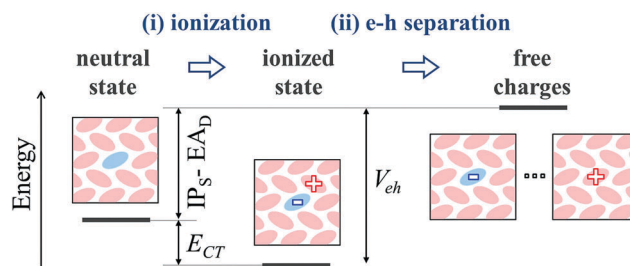 (i) ionization
(ii) e-h separation
neutral
state
ionized
state
free
charges
Energy
IP_S- EA_D
E_CT
V_eh